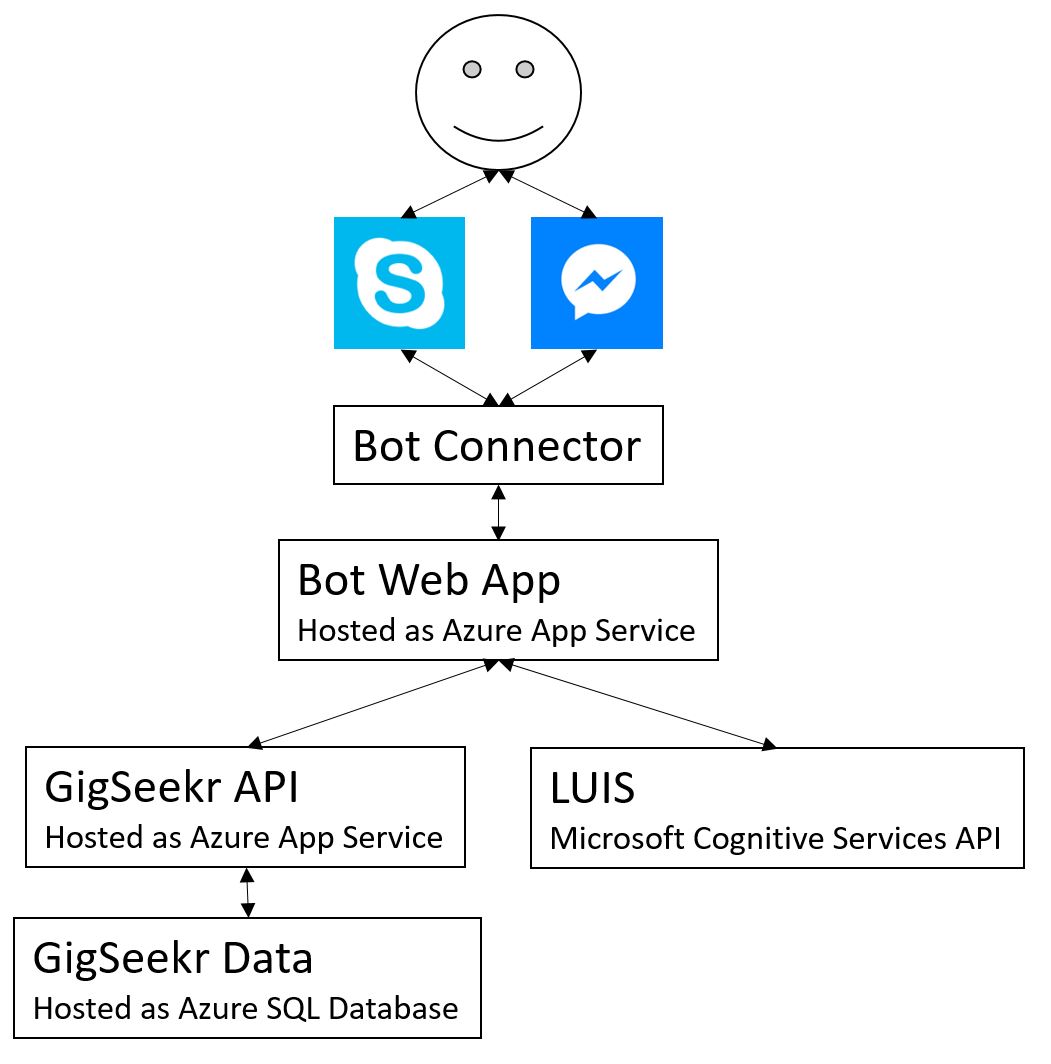 S
Bot Connector
Bot Web App
Hosted as Azure App Service
GigSeekr API
Hosted as Azure App Service
LUIS
Microsoft Cognitive Services API
GigSeekr Data
Hosted as Azure SQL Database